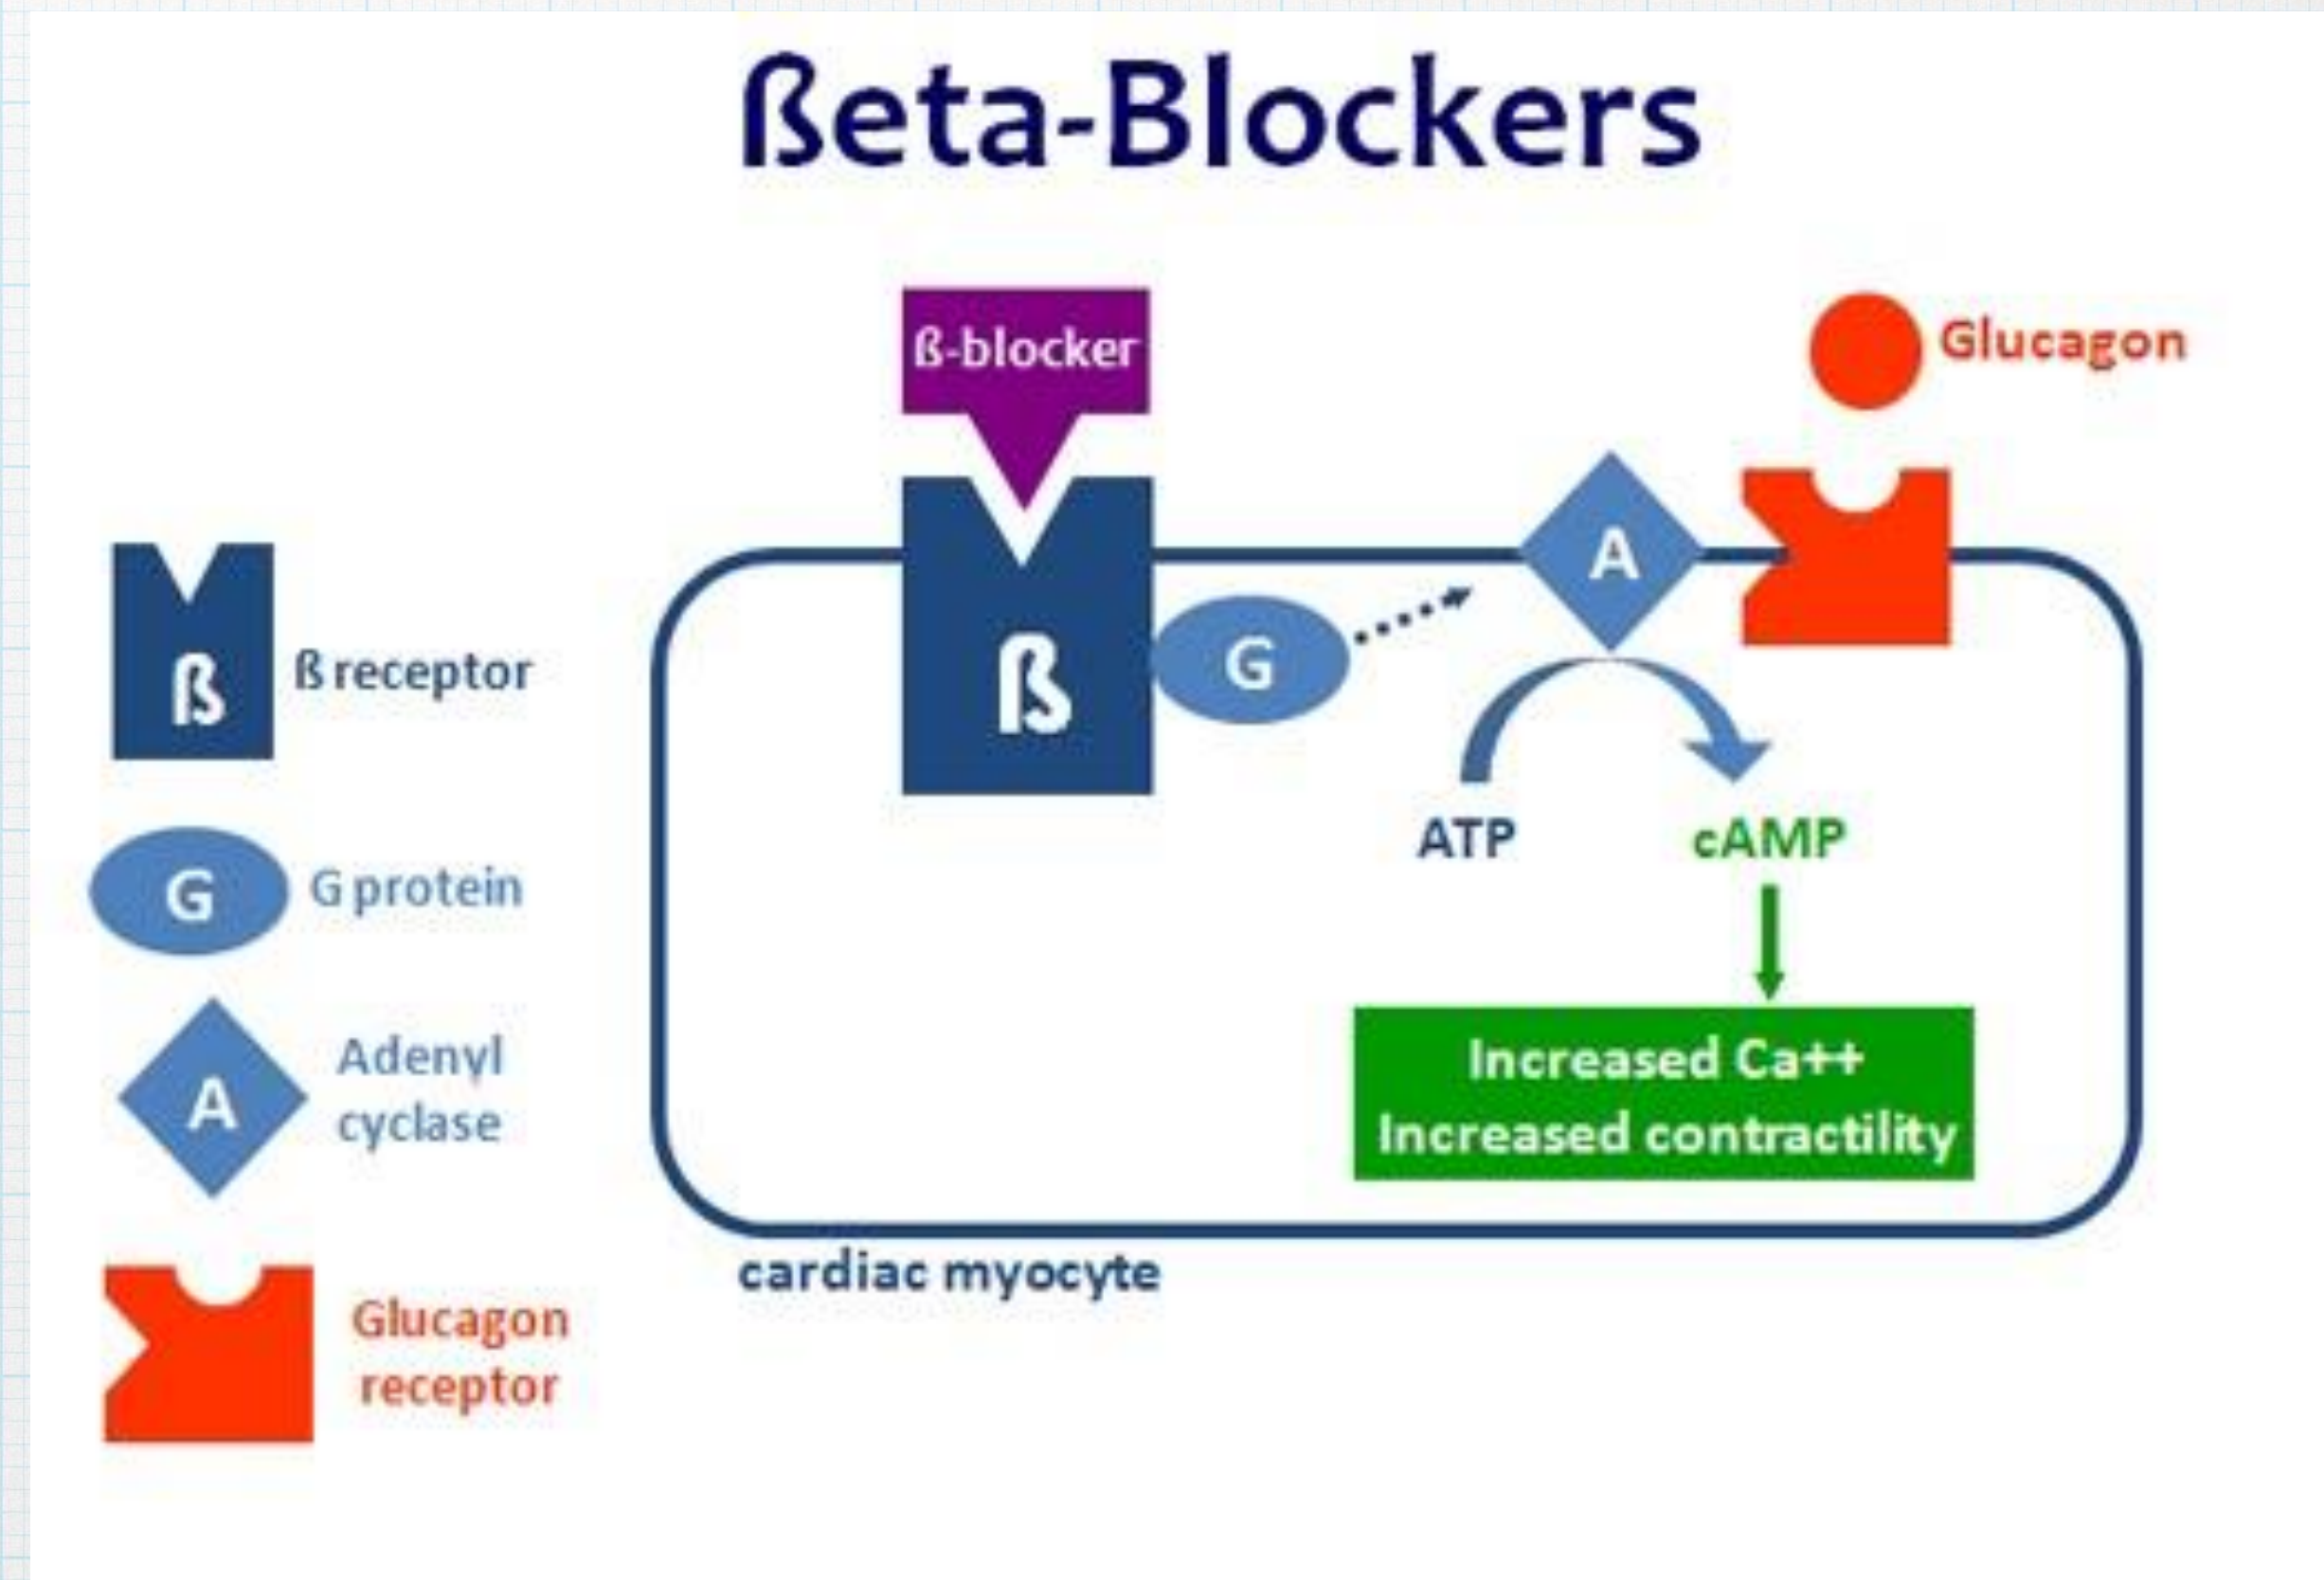 ßeta-Blockers
ß-blocker
Glucagon
A
ß
G
ATP
cAMP
Increased Ca++
Increased contractility
cardiac myocyte
ß
ß receptor
G
G protein
A
Adenyl
cyclase
Glucagon
receptor